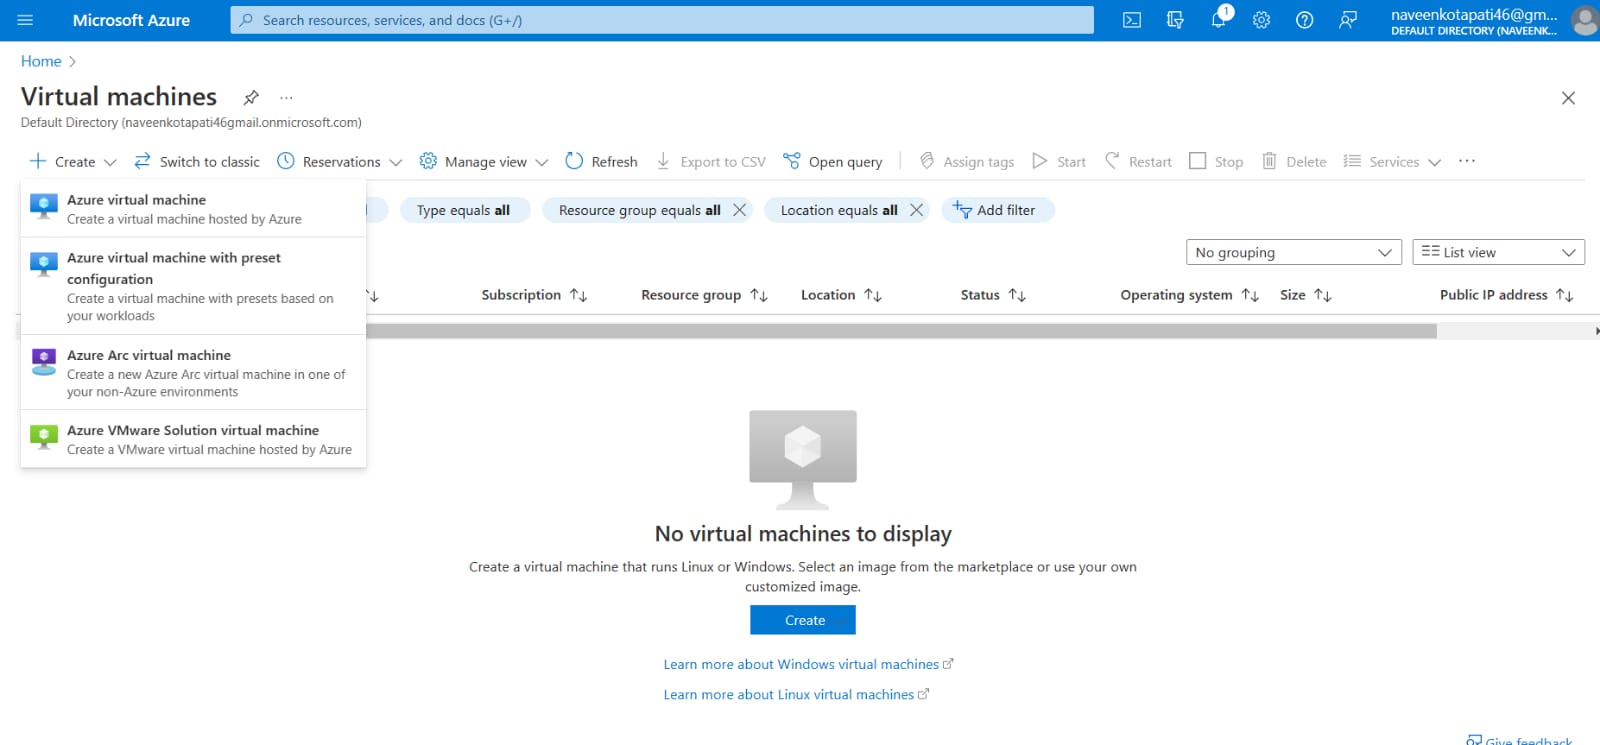 Microsoft Azure
Search resources, services, and docs (G+/)
1
naveenkotapati46@gm...
DEFAULT DIRECTORY (NAVEENK...
Home
Virtual machines
...
Default Directory (naveenkotapati46gmail.onmicrosoft.com)
Create
Switch to classic
Reservations
Manage view
Refresh
Export to CSV
Open query
Assign tags
Start
Restart
Stop
Delete
Services
...
Azure virtual machine
Create a virtual machine hosted by Azure
Azure virtual machine with preset
configuration
Create a virtual machine with presets based on
your workloads
Azure Arc virtual machine
Create a new Azure Arc virtual machine in one of
your non-Azure environments
Azure VMware Solution virtual machine
Create a VMware virtual machine hosted by Azure
Type equals all
Resource group equals all
Location equals all
Add filter
No grouping
List view
Subscription
Resource group
Location
Status
Operating system
Size
Public IP address
No virtual machines to display
Create a virtual machine that runs Linux or Windows. Select an image from the marketplace or use your own
customized image.
Create
Learn more about Windows virtual machines
Learn more about Linux virtual machines
Give feedback